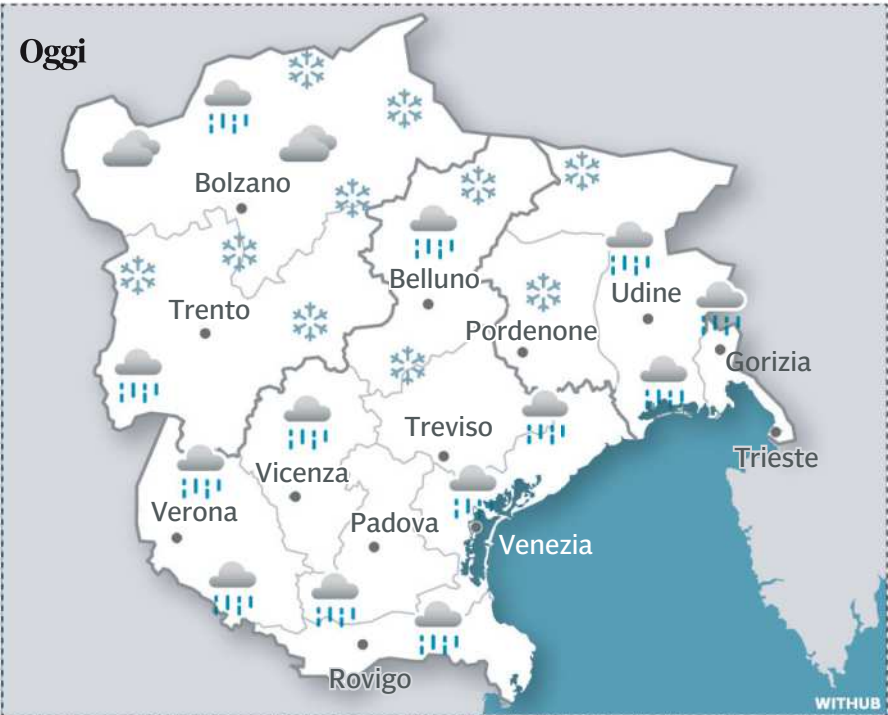 Oggi
Bolzano
Belluno
Trento
Udine
Pordenone
Gorizia
Treviso
Trieste
Vicenza
Verona
Padova
Venezia
Rovigo
WITHUB